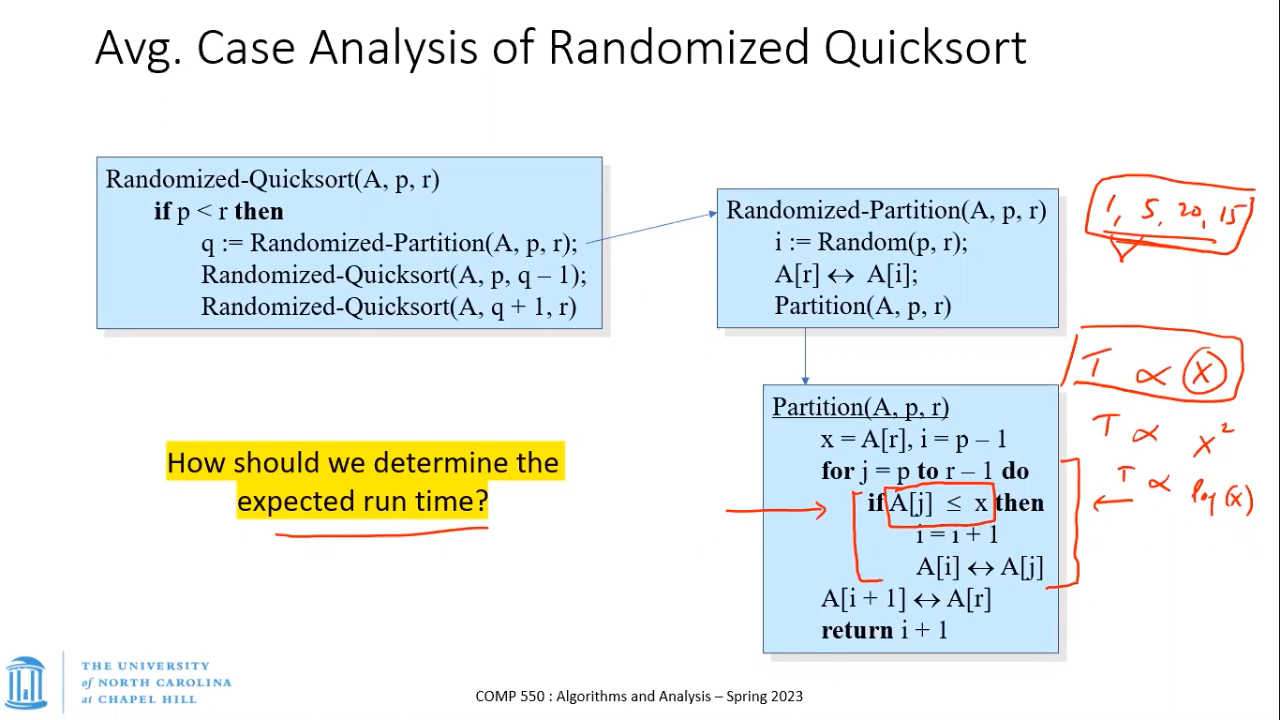 Avg. Case Analysis of Randomized Quicksort
Randomized-Quicksort(A, p, r)
if p < r then
q := Randomized-Partition(A, p, r);
Randomized-Quicksort(A, p, q – 1);
Randomized-Quicksort(A, q + 1, r)
Randomized-Partition(A, p, r)
i := Random(p, r);
A[r] ↔ A[i];
Partition(A, p, r)
1, 5, 20, 15
Partition(A, p, r)
x = A[r], i = p – 1
for j = p to r – 1 do
if A[j] ≤ x then
i = i + 1
A[i] ↔ A[j]
A[i + 1] ↔ A[r]
return i + 1
T ∝ X
T ∝ X²
T ∝ log(x)
How should we determine the
expected run time?
THE UNIVERSITY
of NORTH CAROLINA
at CHAPEL HILL
COMP 550 : Algorithms and Analysis – Spring 2023